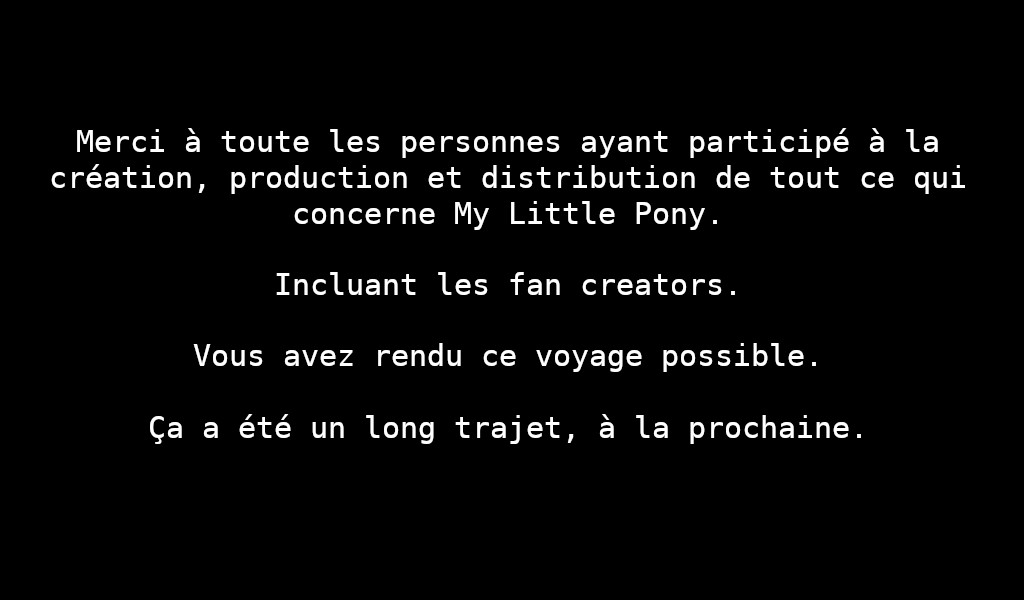 Merci à toute les personnes ayant participé à la
création, production et distribution de tout ce qui
concerne My Little Pony.
Incluant les fan creators.
Vous avez rendu ce voyage possible.
Ça a été un long trajet, à la prochaine.